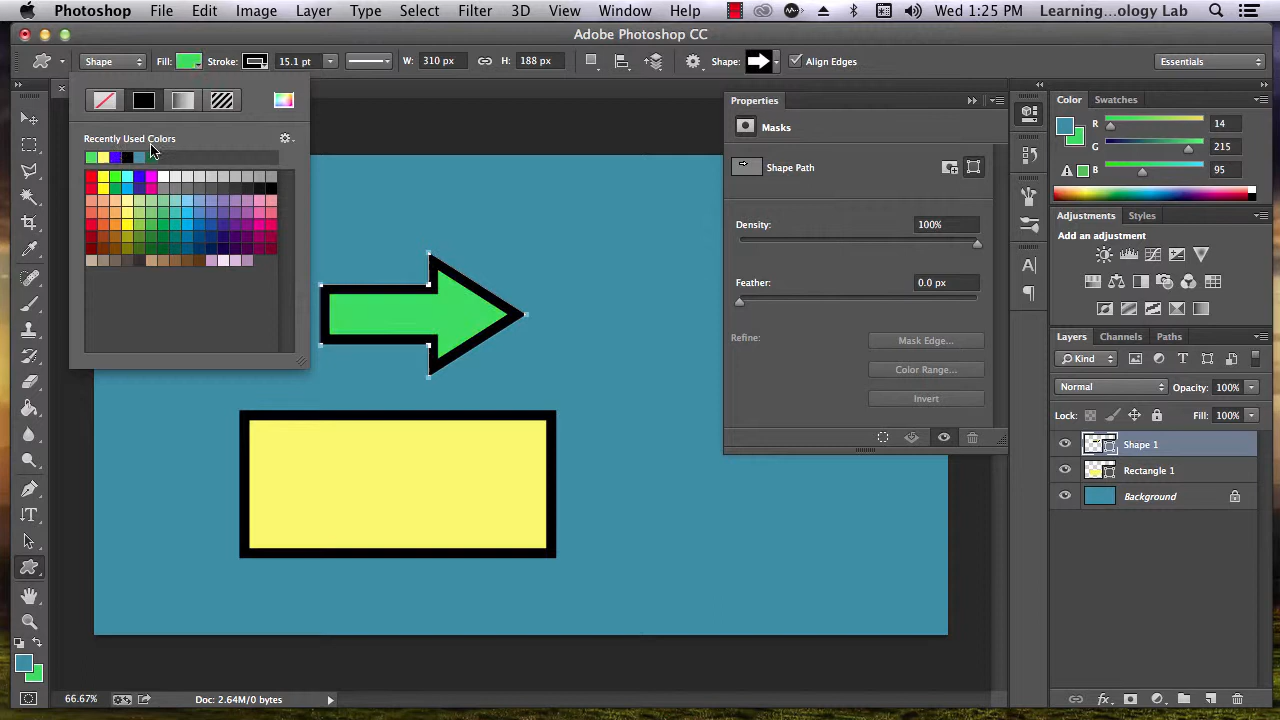 Photoshop File Edit Image Layer Type Select Filter 3D View Window Help Wed 1:25 PM Learning...ology Lab
Adobe Photoshop CC
Shape Fill: Stroke: 15.1 pt W: 310 px H: 188 px Shape: Align Edges Essentials
Recently Used Colors
Properties
Masks
Shape Path
Density: 100%
Feather: 0.0 px
Refine: Mask Edge...
Color Range...
Invert
Color Swatches
R 14
G 215
B 95
Adjustments Styles
Add an adjustment
Layers Channels Paths
Kind
Normal Opacity: 100%
Lock: Fill: 100%
Shape 1
Rectangle 1
Background
66.67% Doc: 2.64M/0 bytes